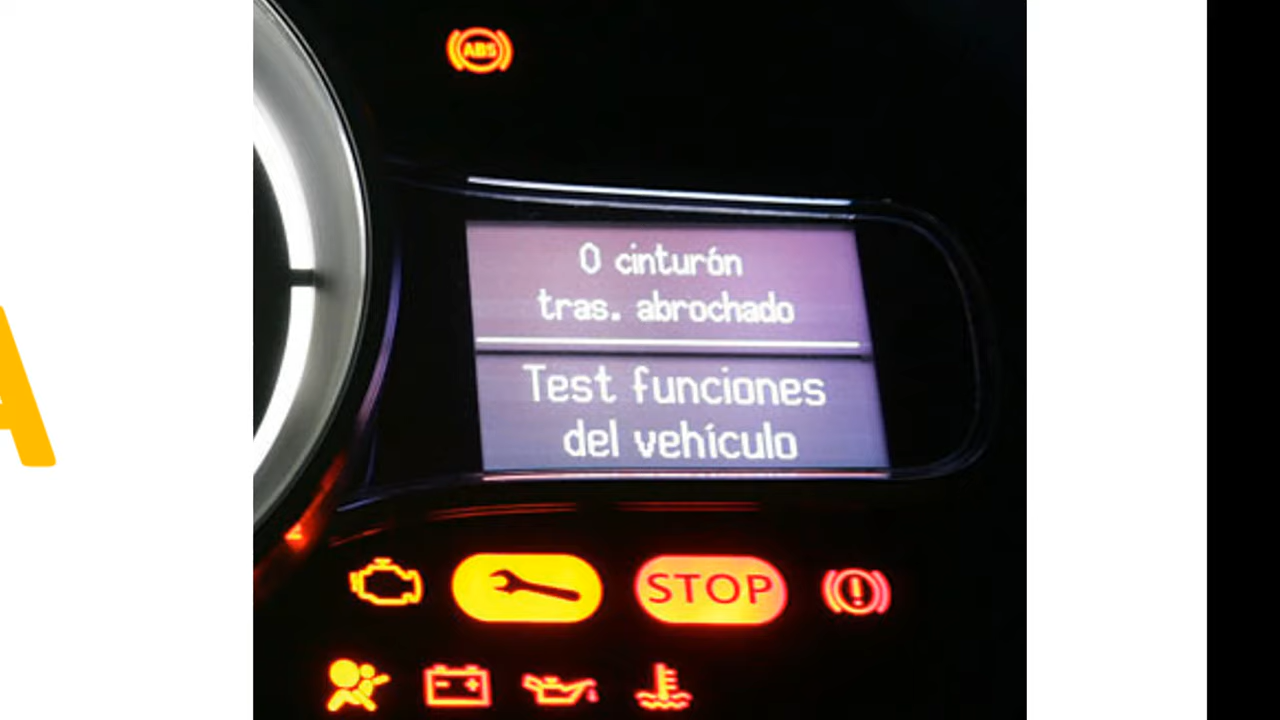 A
ABS
0 cinturón
tras. abrochado
Test funciones
del vehículo
STOP